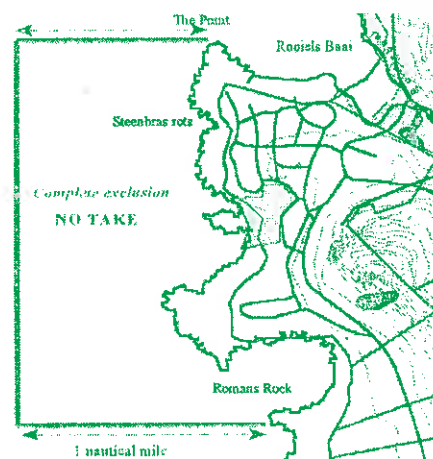 The Point
Rooiels Baai
Steenbras rots
Complete exclusion
NO TAKE
Romans Rock
1 nautical mile